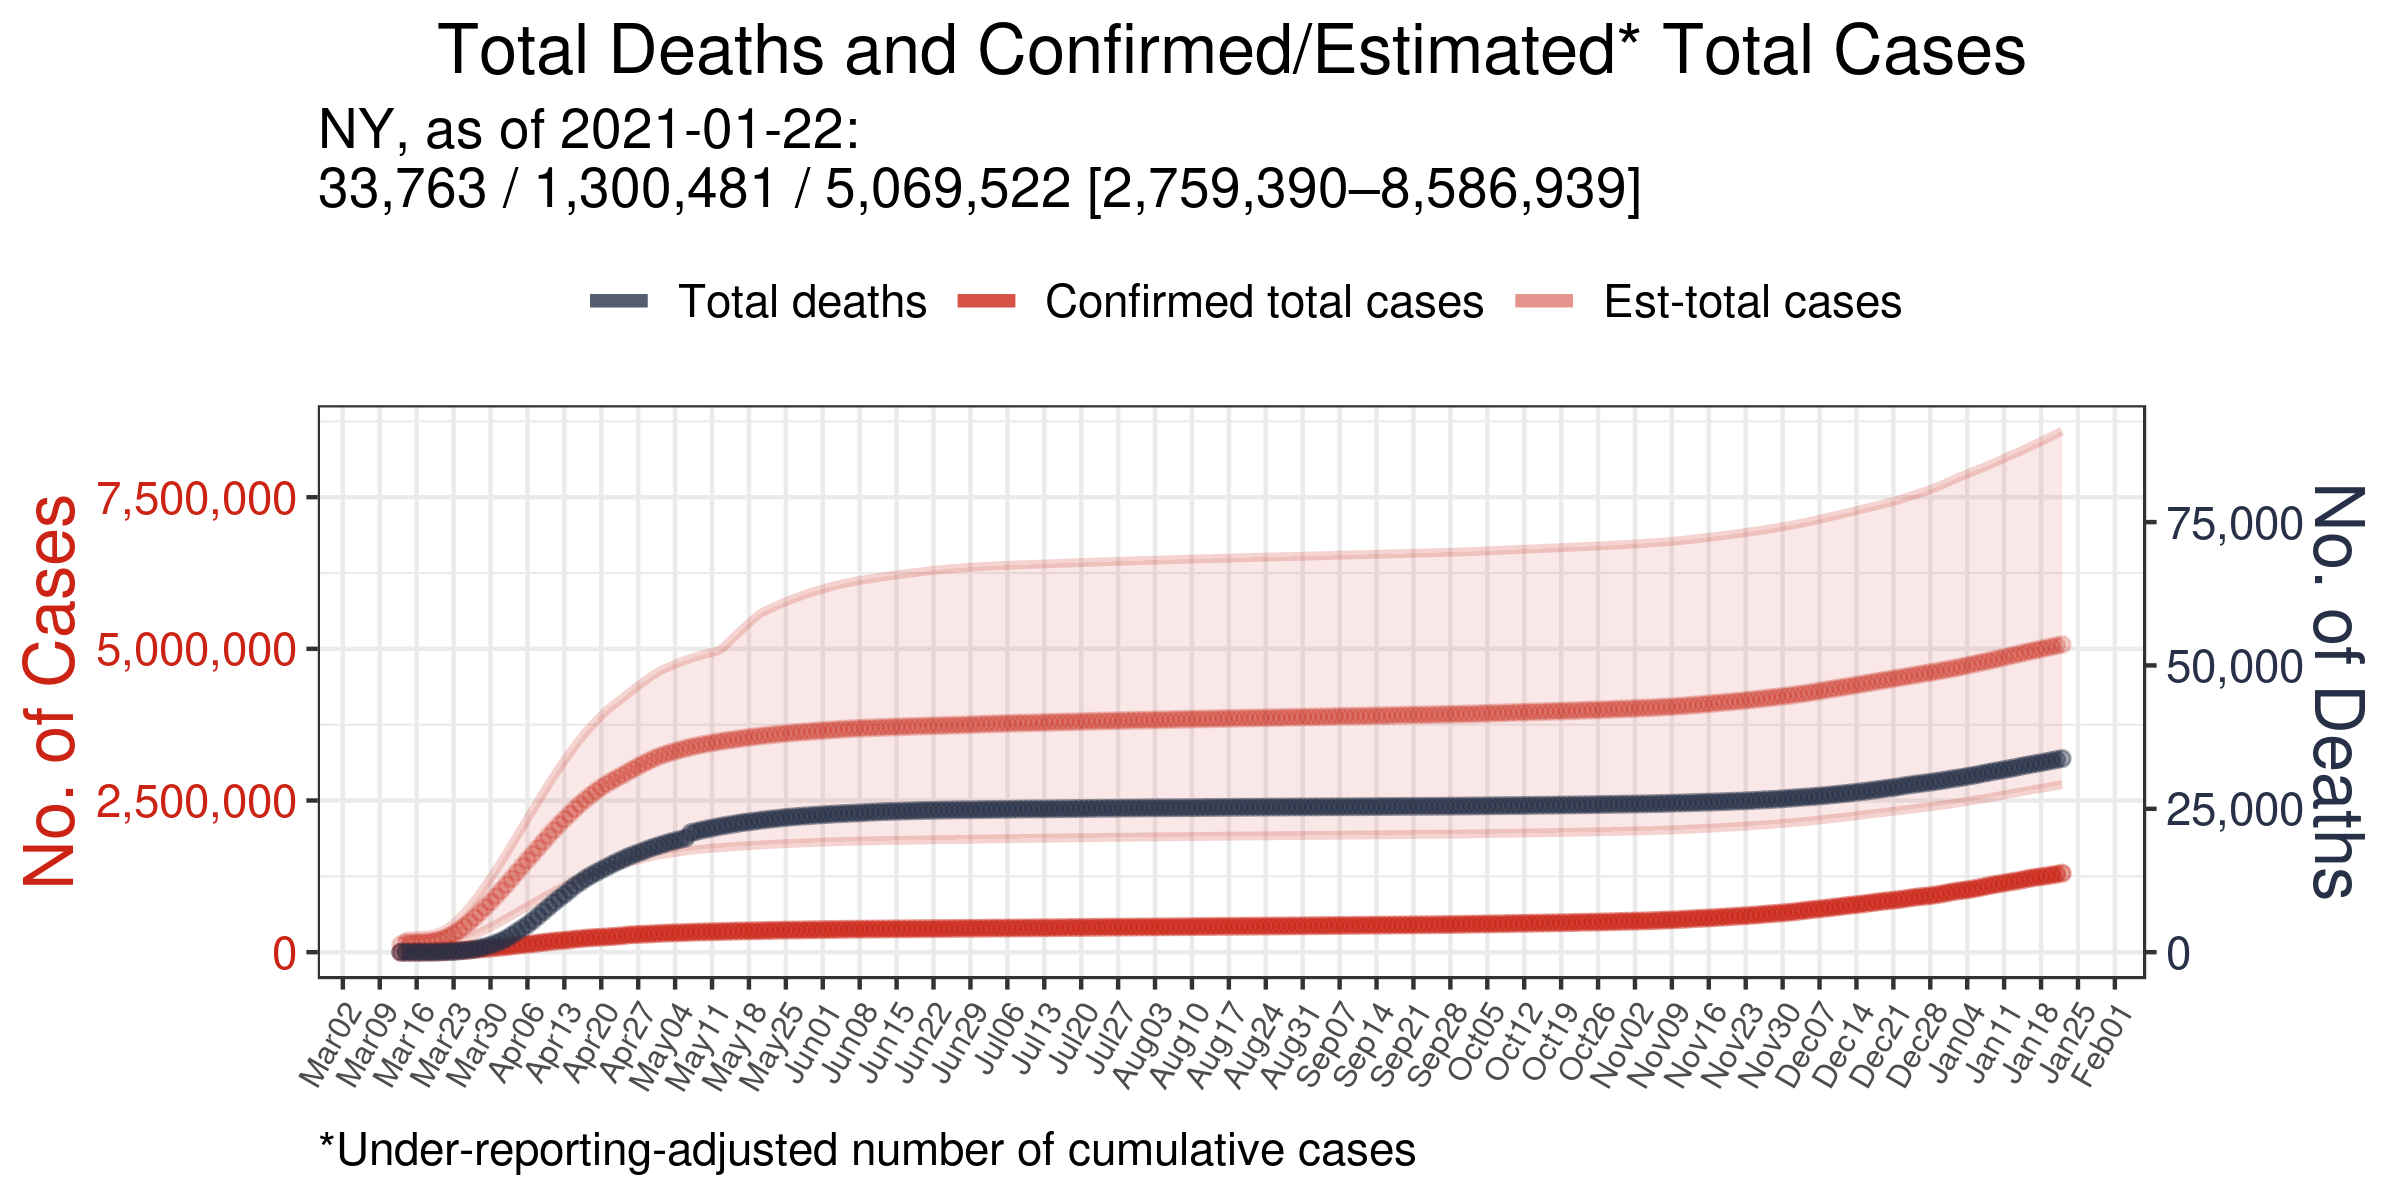 Total Deaths and Confirmed/Estimated* Total Cases
NY, as of 2021-01-22:
33,763 / 1,300,481 / 5,069,522 [2,759,390–8,586,939]
Total deaths
Confirmed total cases
Est-total cases
No. of Cases
7,500,000
5,000,000
2,500,000
0
75,000
50,000
25,000
0
No. of Deaths
Mar02
Mar09
Mar16
Mar23
Mar30
Apr06
Apr13
Apr20
Apr27
May04
May11
May18
May25
Jun01
Jun08
Jun15
Jun22
Jun29
Jul06
Jul13
Jul20
Jul27
Aug03
Aug10
Aug17
Aug24
Aug31
Sep07
Sep14
Sep21
Sep28
Oct05
Oct12
Oct19
Oct26
Nov02
Nov09
Nov16
Nov23
Nov30
Dec07
Dec14
Dec21
Dec28
Jan04
Jan11
Jan18
Jan25
Feb01
*Under-reporting-adjusted number of cumulative cases